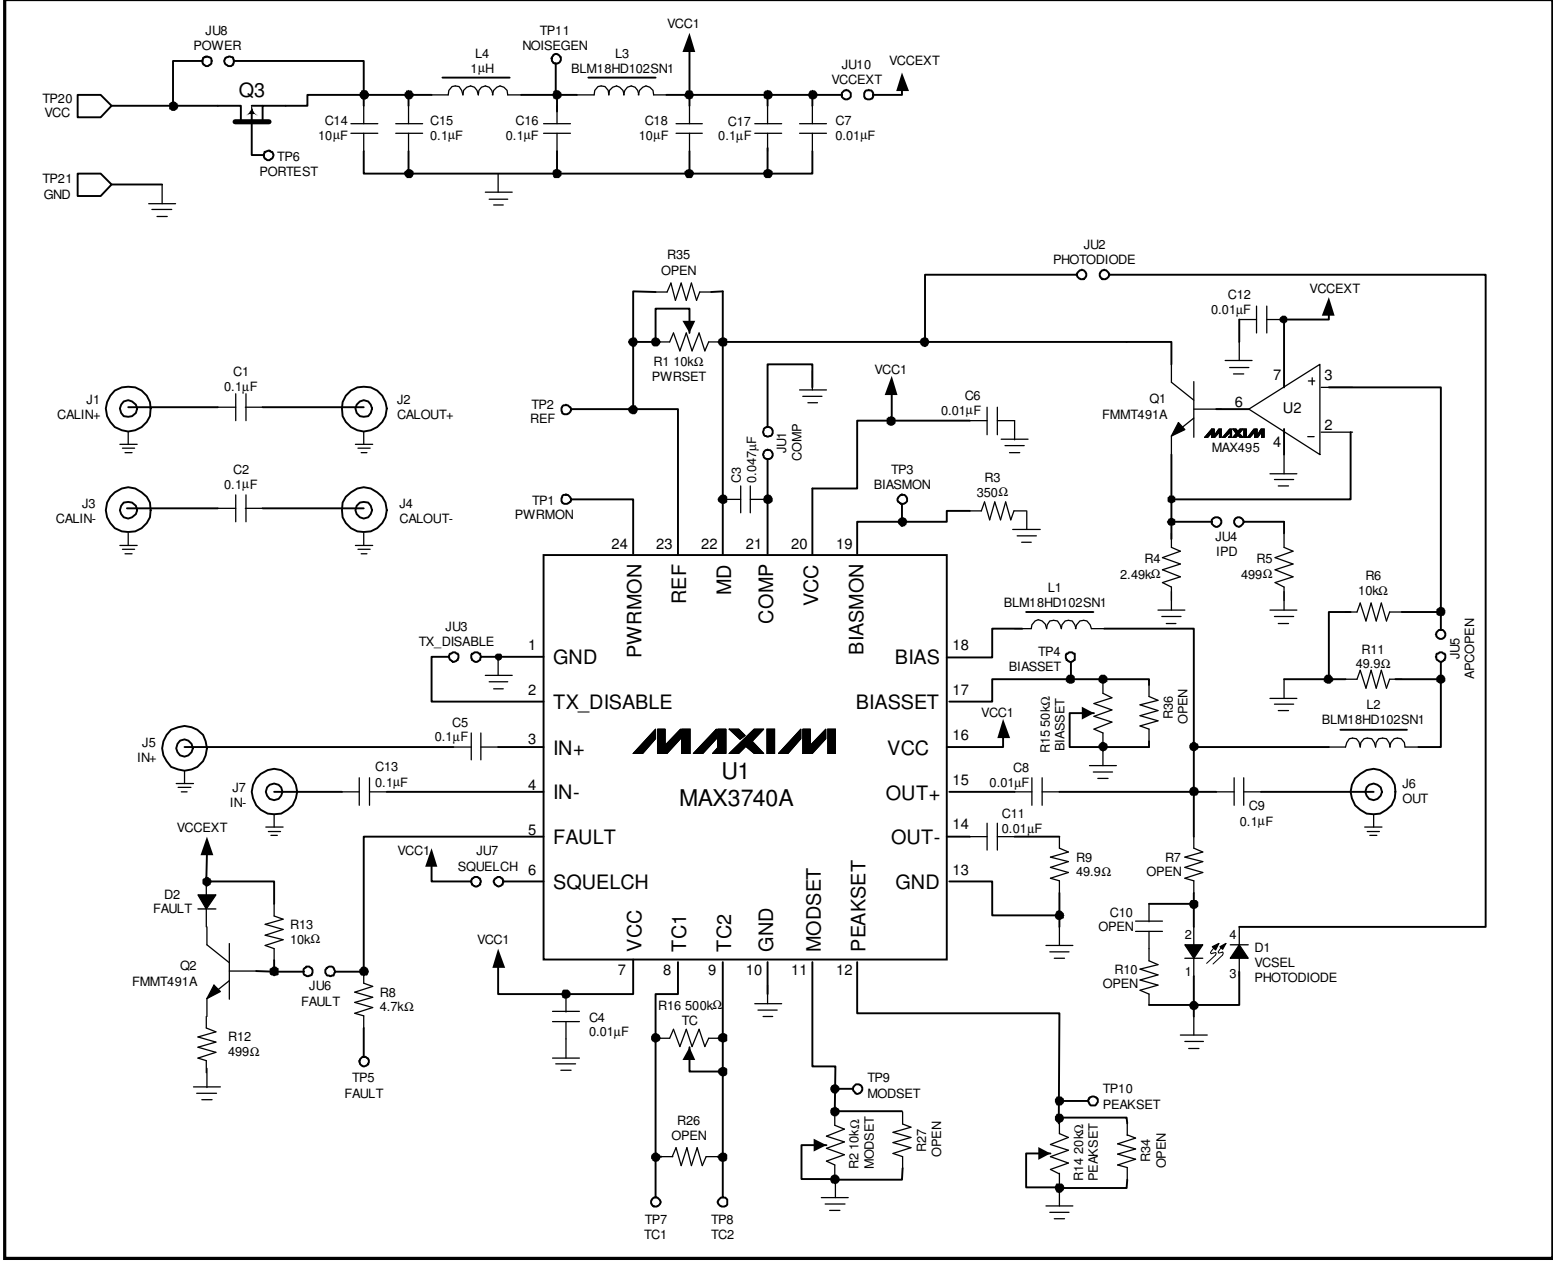 JU8
POWER
TP20
VCC
Q3
TP6
PORTEST
TP21
GND
C14
10µF
C15
0.1µF
L4
1µH
TP11
NOISEGEN
C16
0.1µF
L3
BLM18HD102SN1
VCC1
C18
10µF
C17
0.1µF
C7
0.01µF
JU10
VCCEXT
VCCEXT
J1
CALIN+
C1
0.1µF
J2
CALOUT+
J3
CALIN-
C2
0.1µF
J4
CALOUT-
R35
OPEN
R1 10kΩ
PWRSET
TP2
REF
TP1
PWRMON
C3
0.047µF
JU1
COMP
VCC1
C6
0.01µF
TP3
BIASMON
R3
350Ω
JU2
PHOTODIODE
C12
0.01µF
VCCEXT
Q1
FMMT491A
7
+
3
6
U2
2
−
4
MAXIM
MAX495
R4
2.49kΩ
JU4
IPD
R5
499Ω
R6
10kΩ
R11
49.9Ω
JU5
APCOPEN
L2
BLM18HD102SN1
24
23
22
21
20
19
PWRMON
REF
MD
COMP
VCC
BIASMON
JU3
TX_DISABLE
1
GND
2
TX_DISABLE
J5
IN+
C5
0.1µF
3
IN+
J7
IN-
C13
0.1µF
4
IN-
5
FAULT
VCC1
JU7
SQUELCH
6
SQUELCH
MAXIM
U1
MAX3740A
18
BIAS
17
BIASSET
16
VCC
15
OUT+
14
OUT-
13
GND
VCC
TC1
TC2
GND
MODSET
PEAKSET
7
8
9
10
11
12
L1
BLM18HD102SN1
TP4
BIASSET
R15 50kΩ
BIASSET
R36
OPEN
VCC1
C8
0.01µF
C11
0.01µF
R9
49.9Ω
C9
0.1µF
J6
OUT
R7
OPEN
C10
OPEN
R10
OPEN
2
1
4
3
D1
VCSEL
PHOTODIODE
VCCEXT
D2
FAULT
R13
10kΩ
Q2
FMMT491A
JU6
FAULT
R8
4.7kΩ
R12
499Ω
TP5
FAULT
VCC1
C4
0.01µF
R16 500kΩ
TC
R26
OPEN
TP7
TC1
TP8
TC2
TP9
MODSET
R2 10kΩ
MODSET
R27
OPEN
TP10
PEAKSET
R14 20kΩ
PEAKSET
R34
OPEN